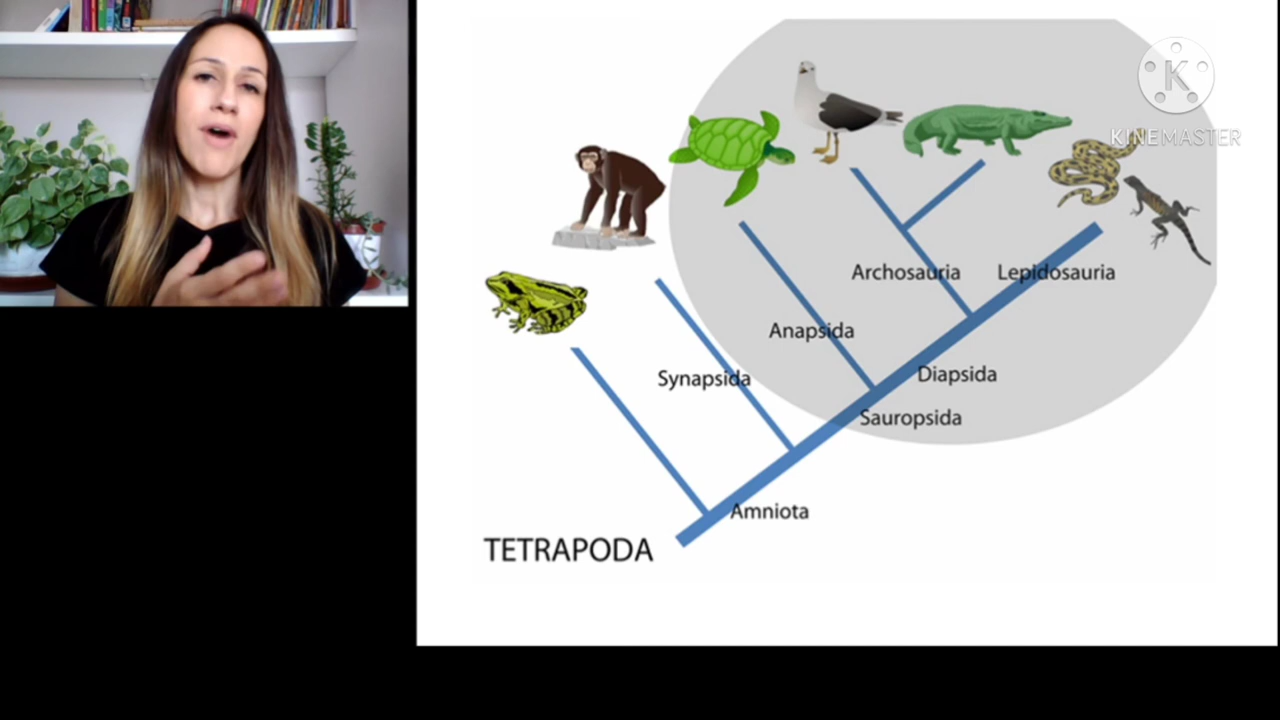 K
KINEMASTER
Archosauria
Lepidosauria
Anapsida
Synapsida
Diapsida
Sauropsida
Amniota
TETRAPODA